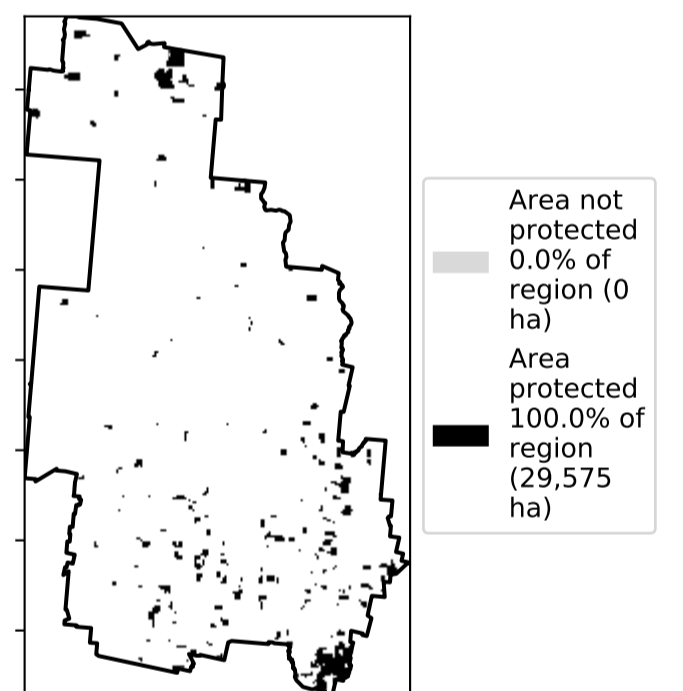 Area not
protected
0.0% of
region (0
ha)
Area
protected
100.0% of
region
(29,575
ha)